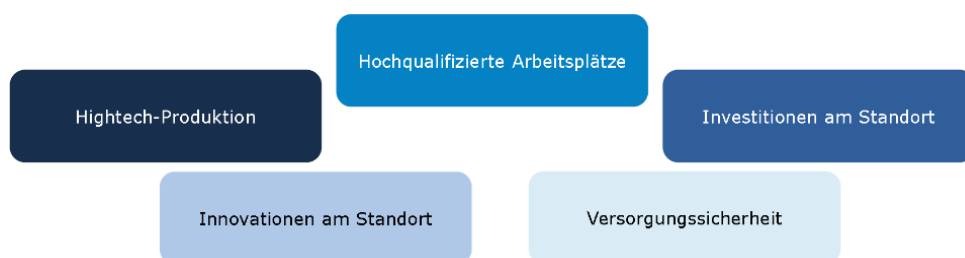 Hochqualifizierte Arbeitsplätze
Hightech-Produktion
Investitionen am Standort
Innovationen am Standort
Versorgungssicherheit